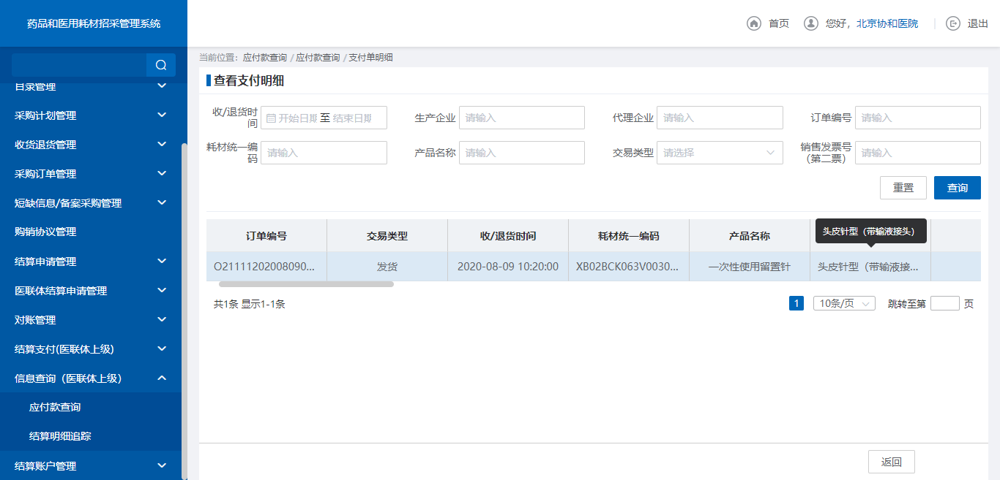 药品和医用耗材招采管理系统
首页
您好，北京协和医院
退出
目录管理
采购计划管理
收货退货管理
采购订单管理
短缺信息/备案采购管理
购销协议管理
结算申请管理
医联体结算申请管理
对账管理
结算支付(医联体上级)
信息查询（医联体上级）
应付款查询
结算明细追踪
结算账户管理
当前位置：应付款查询 / 应付款查询 / 支付单明细
查看支付明细
收/退货时间 开始日期 至 结束日期
生产企业 请输入
代理企业 请输入
订单编号 请输入
耗材统一编码 请输入
产品名称 请输入
交易类型 请选择
销售发票号（第二票） 请输入
重置 查询
头皮针型（带输液接头）
订单编号 交易类型 收/退货时间 耗材统一编码 产品名称
O21111202008090... 发货 2020-08-09 10:20:00 XB02BCK063V0030... 一次性使用留置针 头皮针型（带输液接...
共1条 显示1-1条
1 10条/页 跳转至第 页
返回